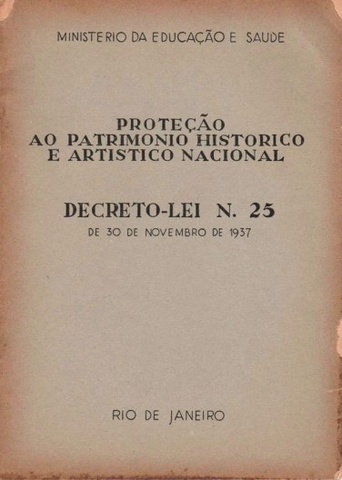 MINISTERIO DA EDUCAÇÃO E SAUDE
PROTEÇÃO
AO PATRIMONIO HISTORICO
E ARTISTICO NACIONAL
DECRETO-LEI N. 25
DE 30 DE NOVEMBRO DE 1937
RIO DE JANEIRO